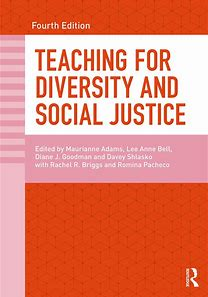 Fourth Edition
TEACHING FOR
DIVERSITY AND
SOCIAL JUSTICE
Edited by Maurianne Adams, Lee Anne Bell,
Diane J. Goodman and Davey Shlasko
with Rachel R. Briggs and Romina Pacheco
R